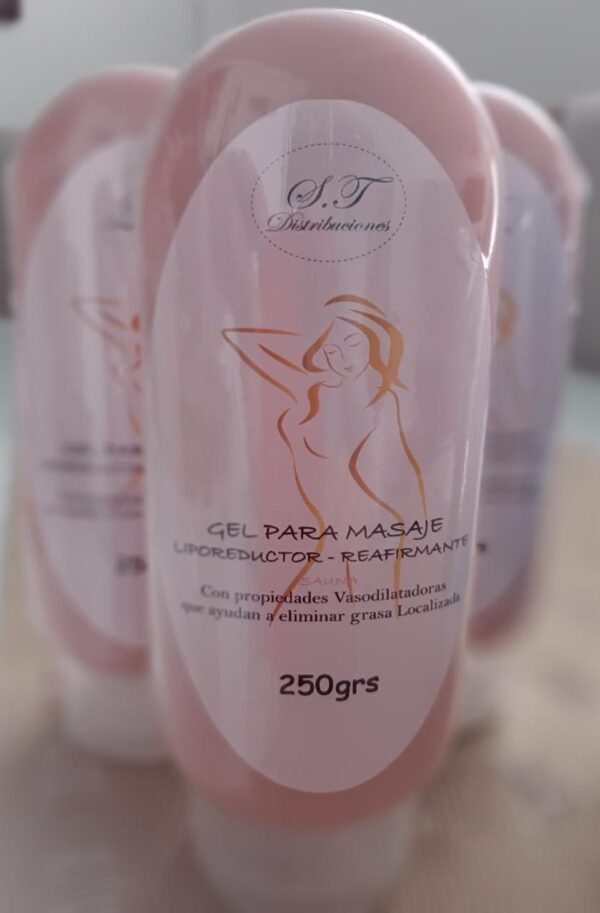 S.T
Distribuciones
GEL PARA MASAJE
LIPOREDUCTOR - REAFIRMANTE
SAUNA
Con propiedades Vasodilatadoras
que ayudan a eliminar grasa Localizada
250grs